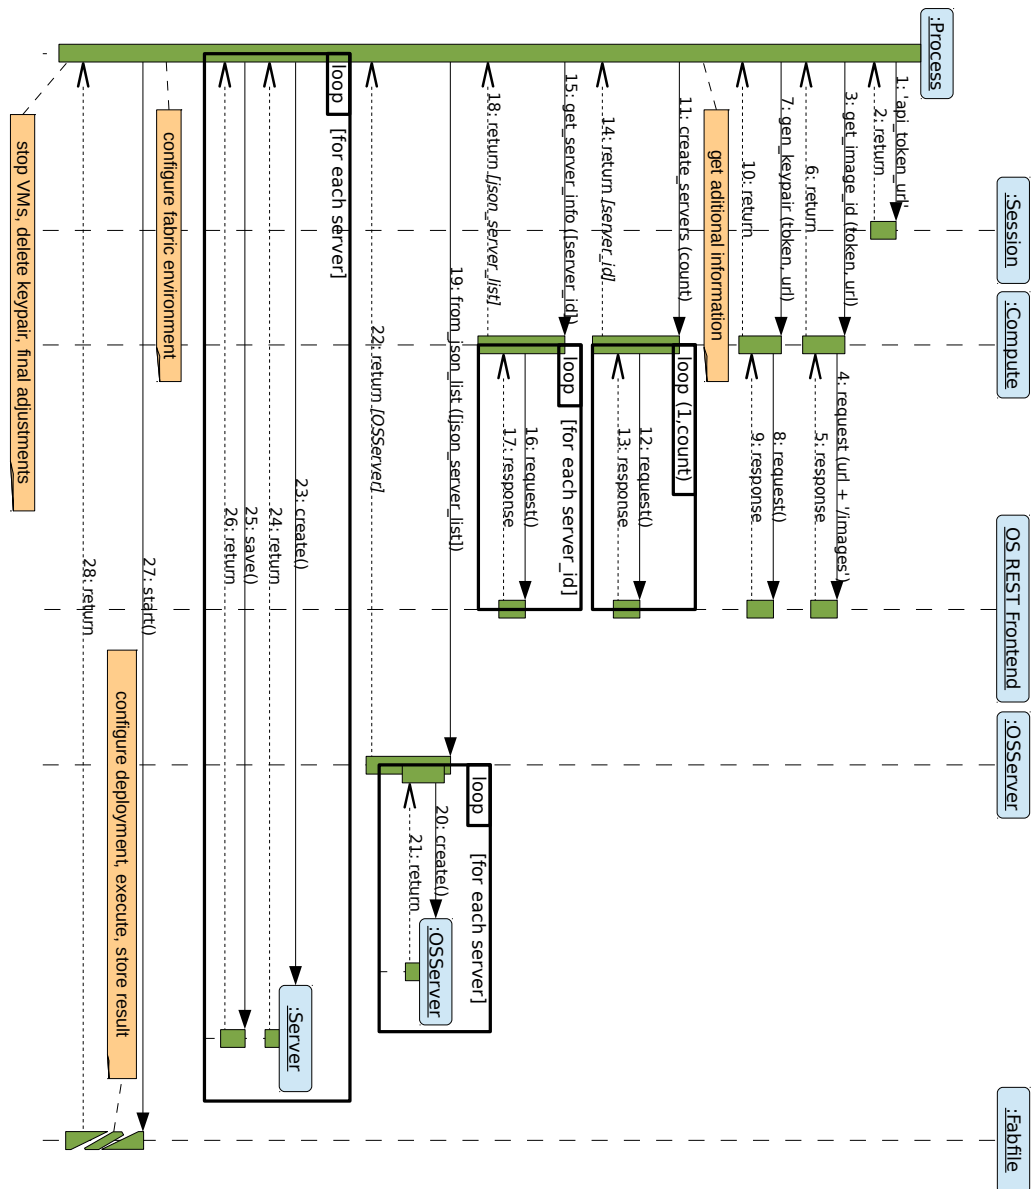 :Process
:Session
:Compute
OS REST Frontend
:OSServer
:Fabfile
1: 'api_token_url'
2: return
3: get_image_id (token, url)
4: request (url + '/images')
5: response
6: return
7: gen_keypair (token, url)
8: request()
9: response
10: return
get aditional information
11: create_servers (count)
loop (1,count)
12: request()
13: response
14: return [server_id]
15: get_server_info ([server_id])
loop
[for each server_id]
16: request()
17: response
18: return [json_server_list]
19: from_json_list ([json_server_list])
loop
[for each server]
20: create()
:OSServer
21: return
22: return [OSServer]
loop
[for each server]
23: create()
:Server
24: return
25: save()
26: return
configure fabric environment
27: start()
configure deployment, execute, store result
28: return
stop VMs, delete keypair, final adjustments